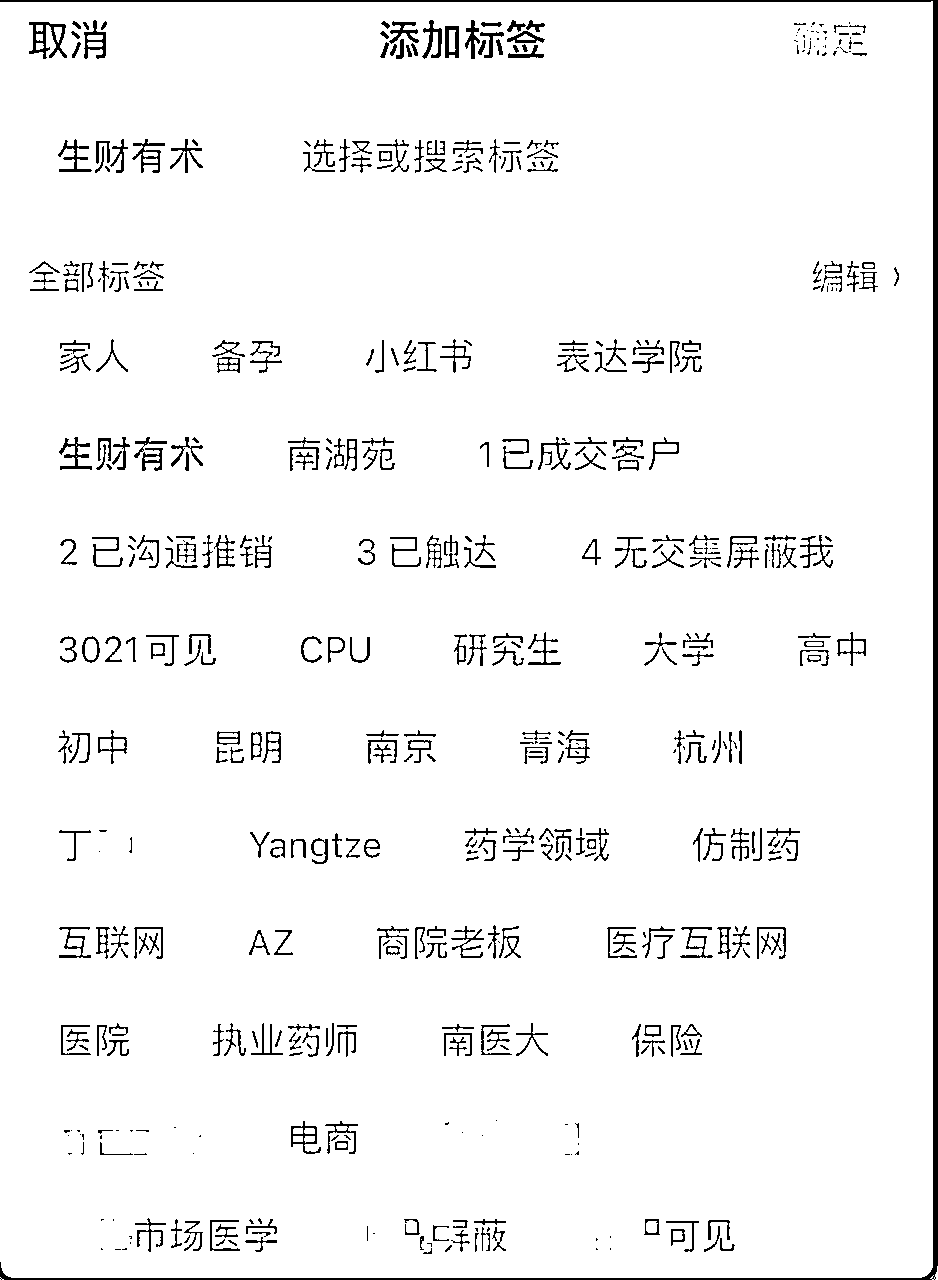 取消 添加标签 确定
生财有术 选择或搜索标签
全部标签 编辑 >
家人 备孕 小红书 表达学院
生财有术 南湖苑 1已成交客户
2 已沟通推销 3 已触达 4 无交集屏蔽我
3021可见 CPU 研究生 大学 高中
初中 昆明 南京 青海 杭州
丁 Yangtze 药学领域 仿制药
互联网 AZ 商院老板 医疗互联网
医院 执业药师 南医大 保险
电商
市场医学 屏蔽 可见